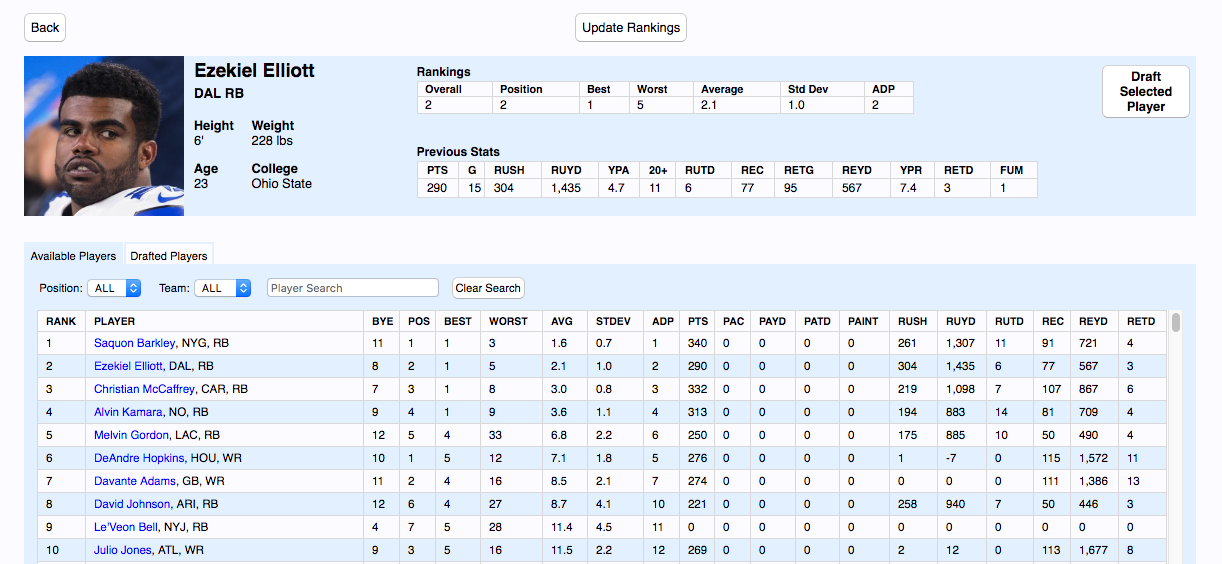 Back Update Rankings
Ezekiel Elliott
DAL RB
Height Weight
6' 228 lbs
Age College
23 Ohio State
Rankings
Overall Position Best Worst Average Std Dev ADP
2 2 1 5 2.1 1.0 2
Previous Stats
PTS G RUSH RUYD YPA 20+ RUTD REC RETG REYD YPR RETD FUM
290 15 304 1,435 4.7 11 6 77 95 567 7.4 3 1
Draft
Selected
Player
Available Players Drafted Players
Position: ALL Team: ALL Player Search Clear Search
RANK PLAYER BYE POS BEST WORST AVG STDEV ADP PTS PAC PAYD PATD PAINT RUSH RUYD RUTD REC REYD RETD
1 Saquon Barkley, NYG, RB 11 1 1 3 1.6 0.7 1 340 0 0 0 0 261 1,307 11 91 721 4
2 Ezekiel Elliott, DAL, RB 8 2 1 5 2.1 1.0 2 290 0 0 0 0 304 1,435 6 77 567 3
3 Christian McCaffrey, CAR, RB 7 3 1 8 3.0 0.8 3 332 0 0 0 0 219 1,098 7 107 867 6
4 Alvin Kamara, NO, RB 9 4 1 9 3.6 1.1 4 313 0 0 0 0 194 883 14 81 709 4
5 Melvin Gordon, LAC, RB 12 5 4 33 6.8 2.2 6 250 0 0 0 0 175 885 10 50 490 4
6 DeAndre Hopkins, HOU, WR 10 1 5 12 7.1 1.8 5 276 0 0 0 0 1 -7 0 115 1,572 11
7 Davante Adams, GB, WR 11 2 4 16 8.5 2.1 7 274 0 0 0 0 0 0 0 111 1,386 13
8 David Johnson, ARI, RB 12 6 4 27 8.7 4.1 10 221 0 0 0 0 258 940 7 50 446 3
9 Le'Veon Bell, NYJ, RB 4 7 5 28 11.4 4.5 11 0 0 0 0 0 0 0 0 0 0 0
10 Julio Jones, ATL, WR 9 3 5 16 11.5 2.2 12 269 0 0 0 0 2 12 0 113 1,677 8